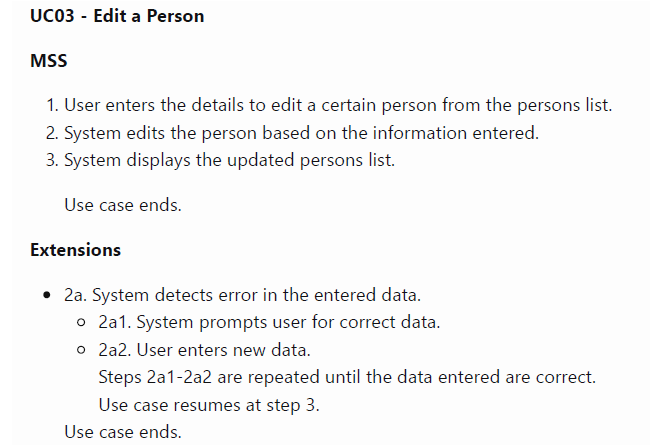 UC03 - Edit a Person
MSS
1. User enters the details to edit a certain person from the persons list.
2. System edits the person based on the information entered.
3. System displays the updated persons list.
Use case ends.
Extensions
• 2a. System detects error in the entered data.
○ 2a1. System prompts user for correct data.
○ 2a2. User enters new data.
Steps 2a1-2a2 are repeated until the data entered are correct.
Use case resumes at step 3.
Use case ends.